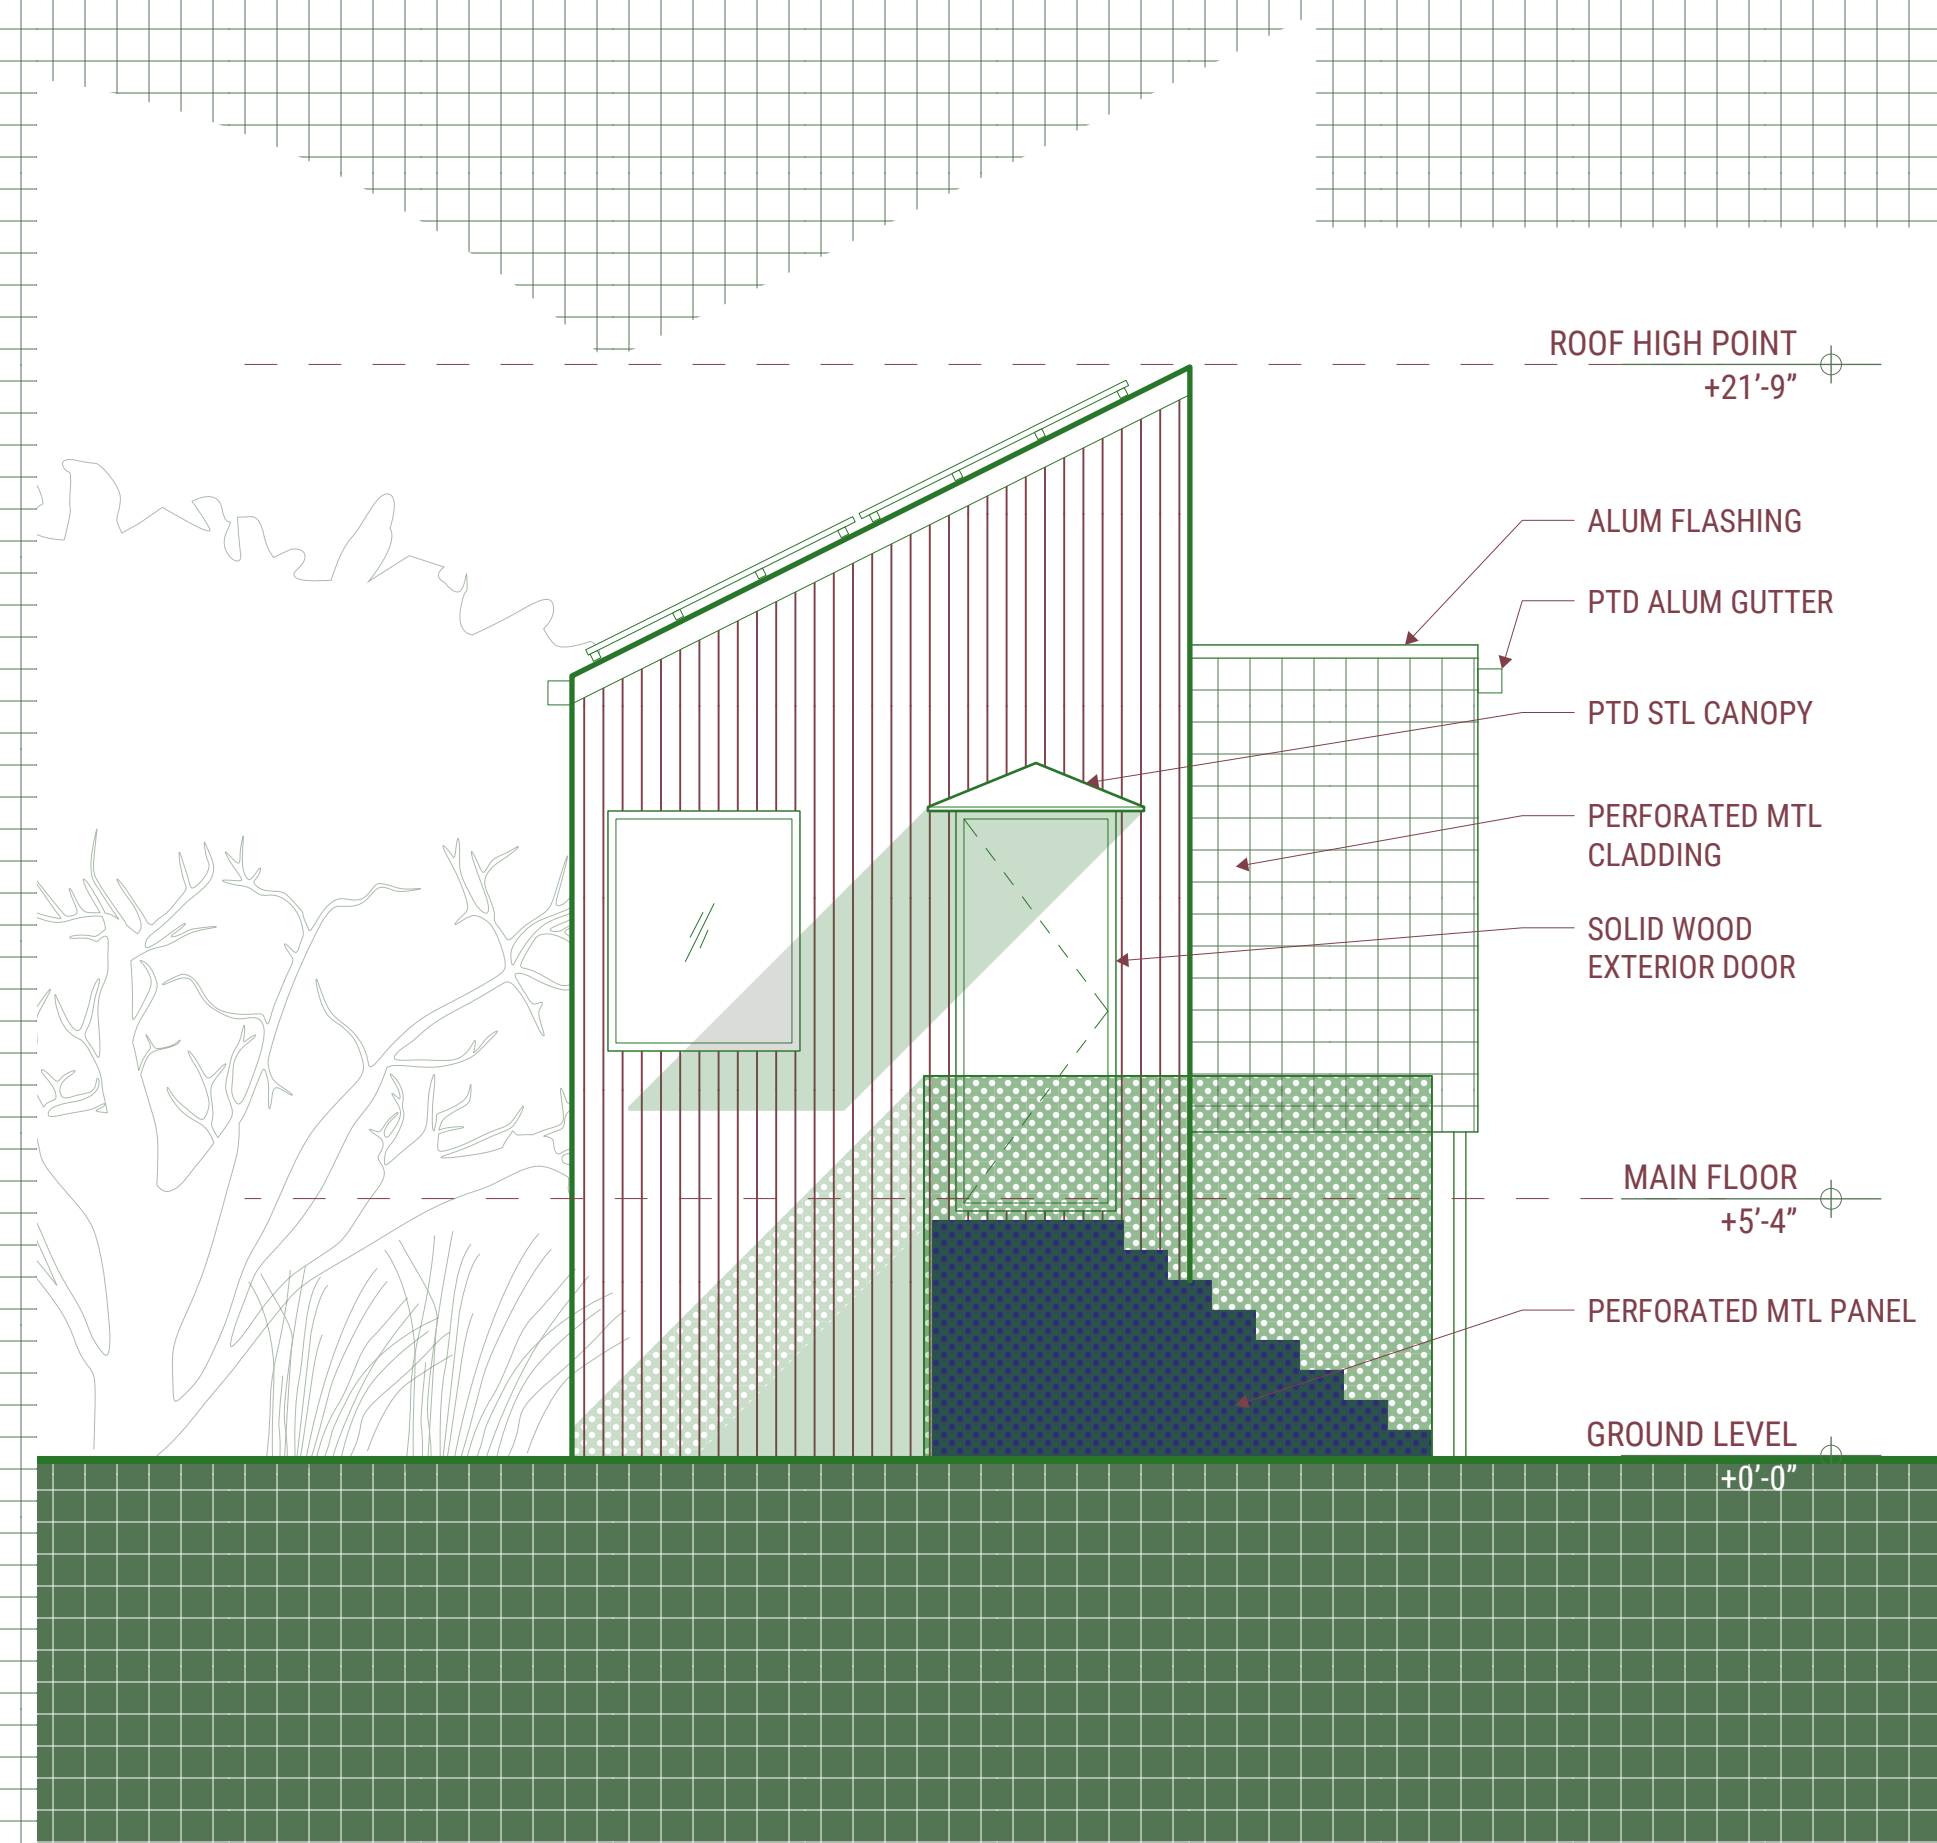 ROOF HIGH POINT
+21’-9”
ALUM FLASHING
PTD ALUM GUTTER
PTD STL CANOPY
PERFORATED MTL
CLADDING
SOLID WOOD
EXTERIOR DOOR
MAIN FLOOR
+5’-4”
PERFORATED MTL PANEL
GROUND LEVEL
+0’-0”